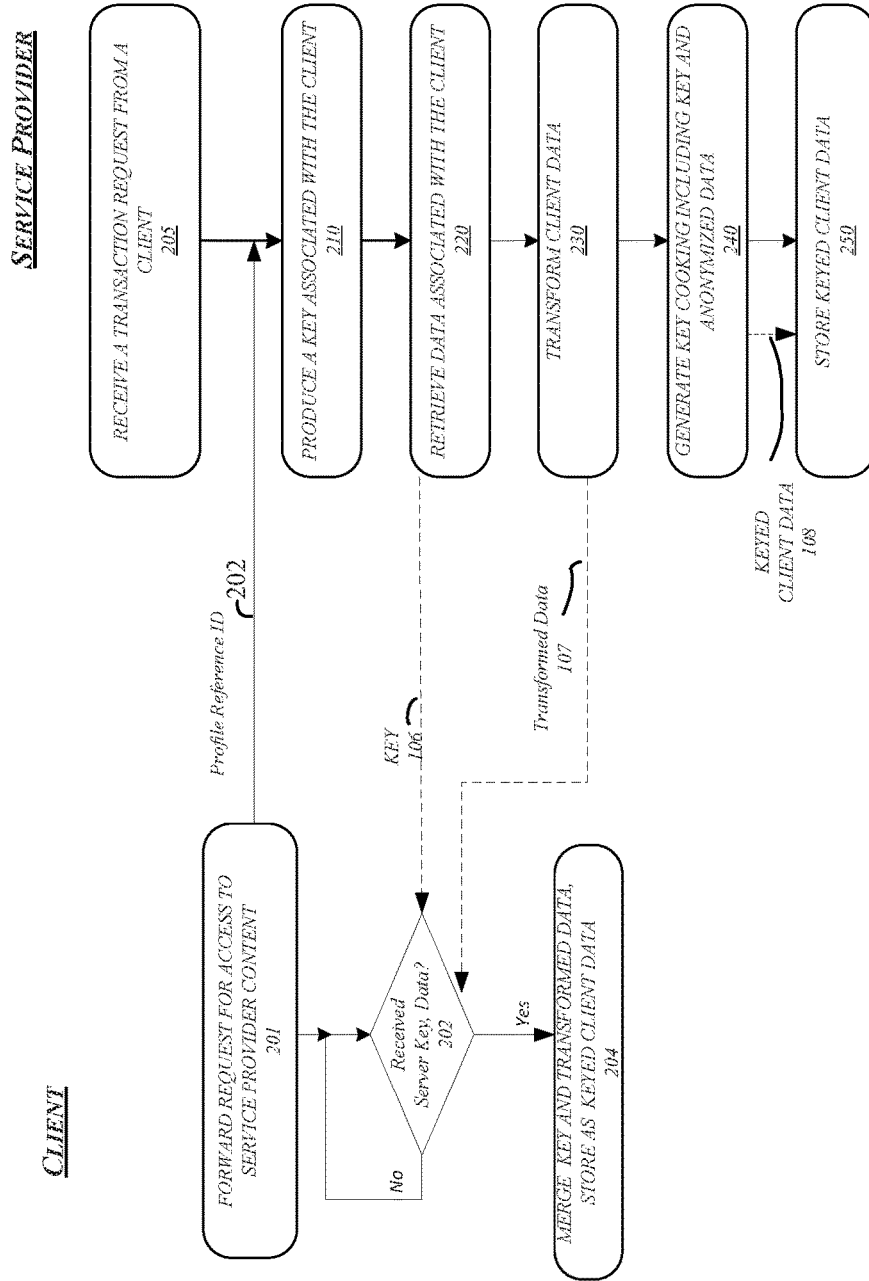 CLIENT
SERVICE PROVIDER
FORWARD REQUEST FOR ACCESS TO
SERVICE PROVIDER CONTENT
201
Profile Reference ID
202
Received
Server Key, Data?
202
No
Yes
MERGE KEY AND TRANSFORMED DATA,
STORE AS KEYED CLIENT DATA
204
KEY
106
Transformed Data
107
RECEIVE A TRANSACTION REQUEST FROM A
CLIENT
205
PRODUCE A KEY ASSOCIATED WITH THE CLIENT
210
RETRIEVE DATA ASSOCIATED WITH THE CLIENT
220
TRANSFORM CLIENT DATA
230
GENERATE KEY COOKING INCLUDING KEY AND
ANONYMIZED DATA
240
KEYED
CLIENT DATA
108
STORE KEYED CLIENT DATA
250